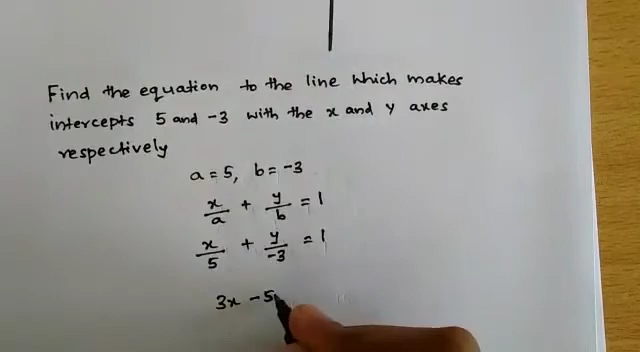 Find the equation to the line which makes
intercepts 5 and -3 with the x and y axes
respectively
a = 5, b = -3
x/a + y/b = 1
x/5 + y/-3 = 1
3x - 5